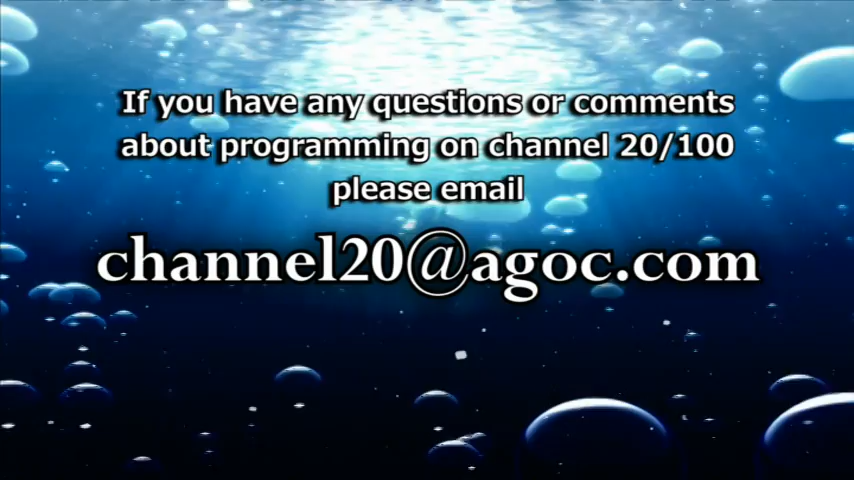 If you have any questions or comments
about programming on channel 20/100
please email
channel20@agoc.com